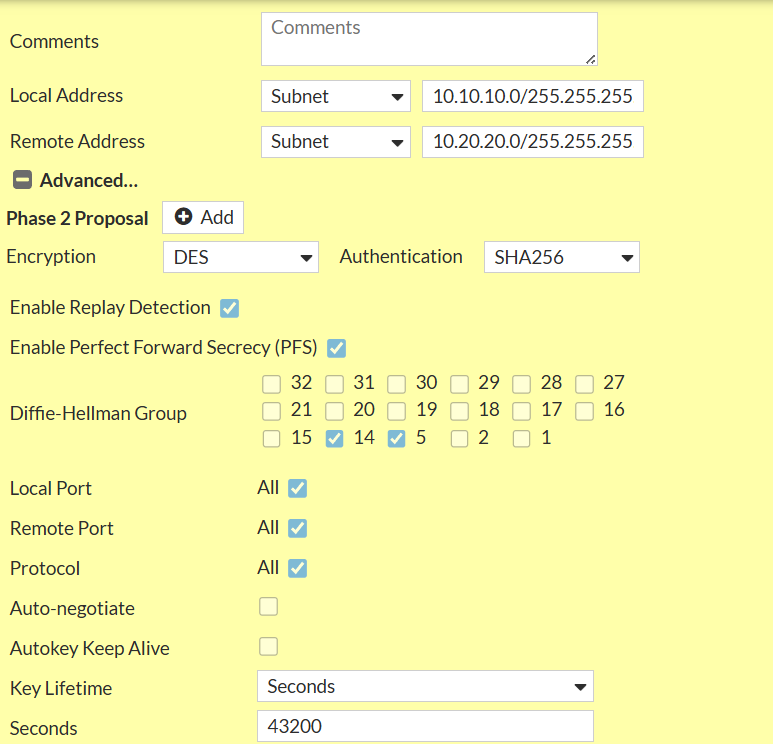 Comments Comments
Local Address Subnet 10.10.10.0/255.255.255
Remote Address Subnet 10.20.20.0/255.255.255
Advanced...
Phase 2 Proposal Add
Encryption DES Authentication SHA256
Enable Replay Detection
Enable Perfect Forward Secrecy (PFS)
32 31 30 29 28 27
Diffie-Hellman Group 21 20 19 18 17 16
15 14 5 2 1
Local Port All
Remote Port All
Protocol All
Auto-negotiate
Autokey Keep Alive
Key Lifetime Seconds
Seconds 43200